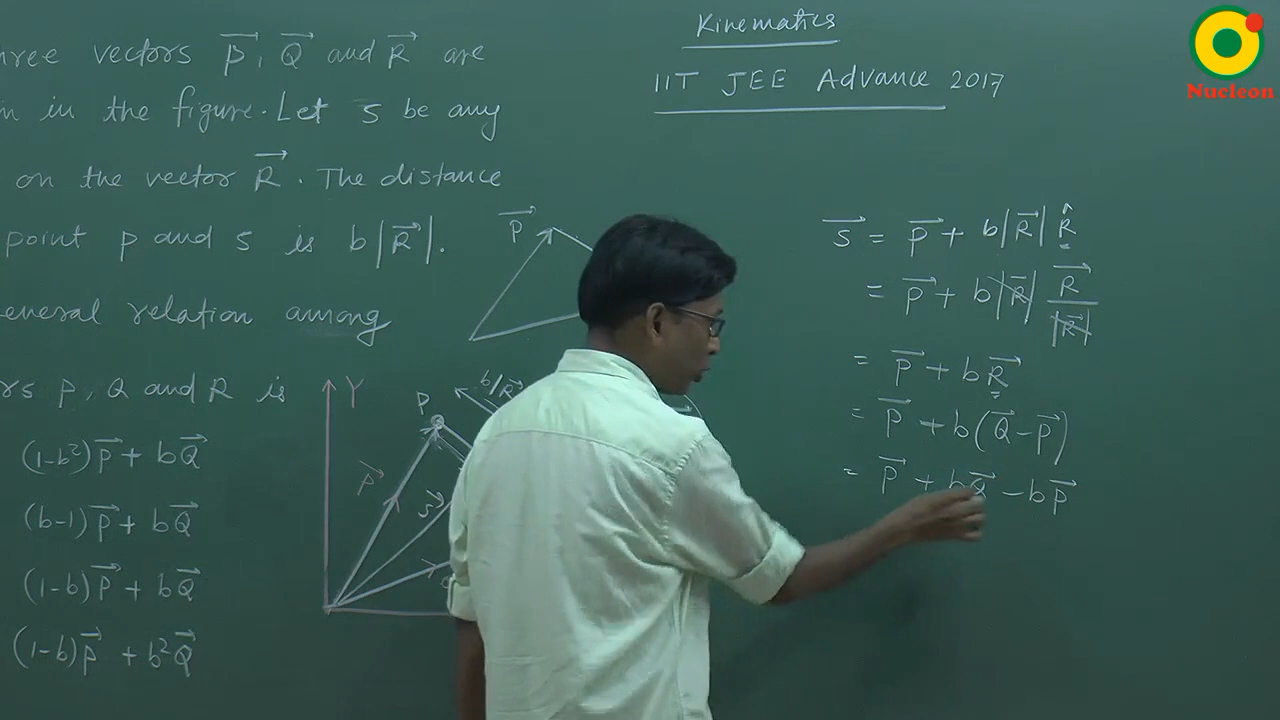 Kinematics
IIT JEE Advance 2017
Nucleon
hree vectors P⃗, Q⃗ and R⃗ are
n in the figure. Let S be any
on the vector R⃗. The distance
point P and S is b|R⃗|.
eneral relation among
rs P, Q and R is
(1-b²)P⃗ + bQ⃗
(b-1)P⃗ + bQ⃗
(1-b)P⃗ + bQ⃗
(1-b)P⃗ + b²Q⃗
P⃗
Y
P
b|R⃗
P⃗
S⃗
S⃗ = P⃗ + b|R⃗| R̂
= P⃗ + b|R⃗| R⃗/|R⃗|
= P⃗ + bR⃗
= P⃗ + b(Q⃗ - P⃗)
= P⃗ + bQ⃗ - bP⃗